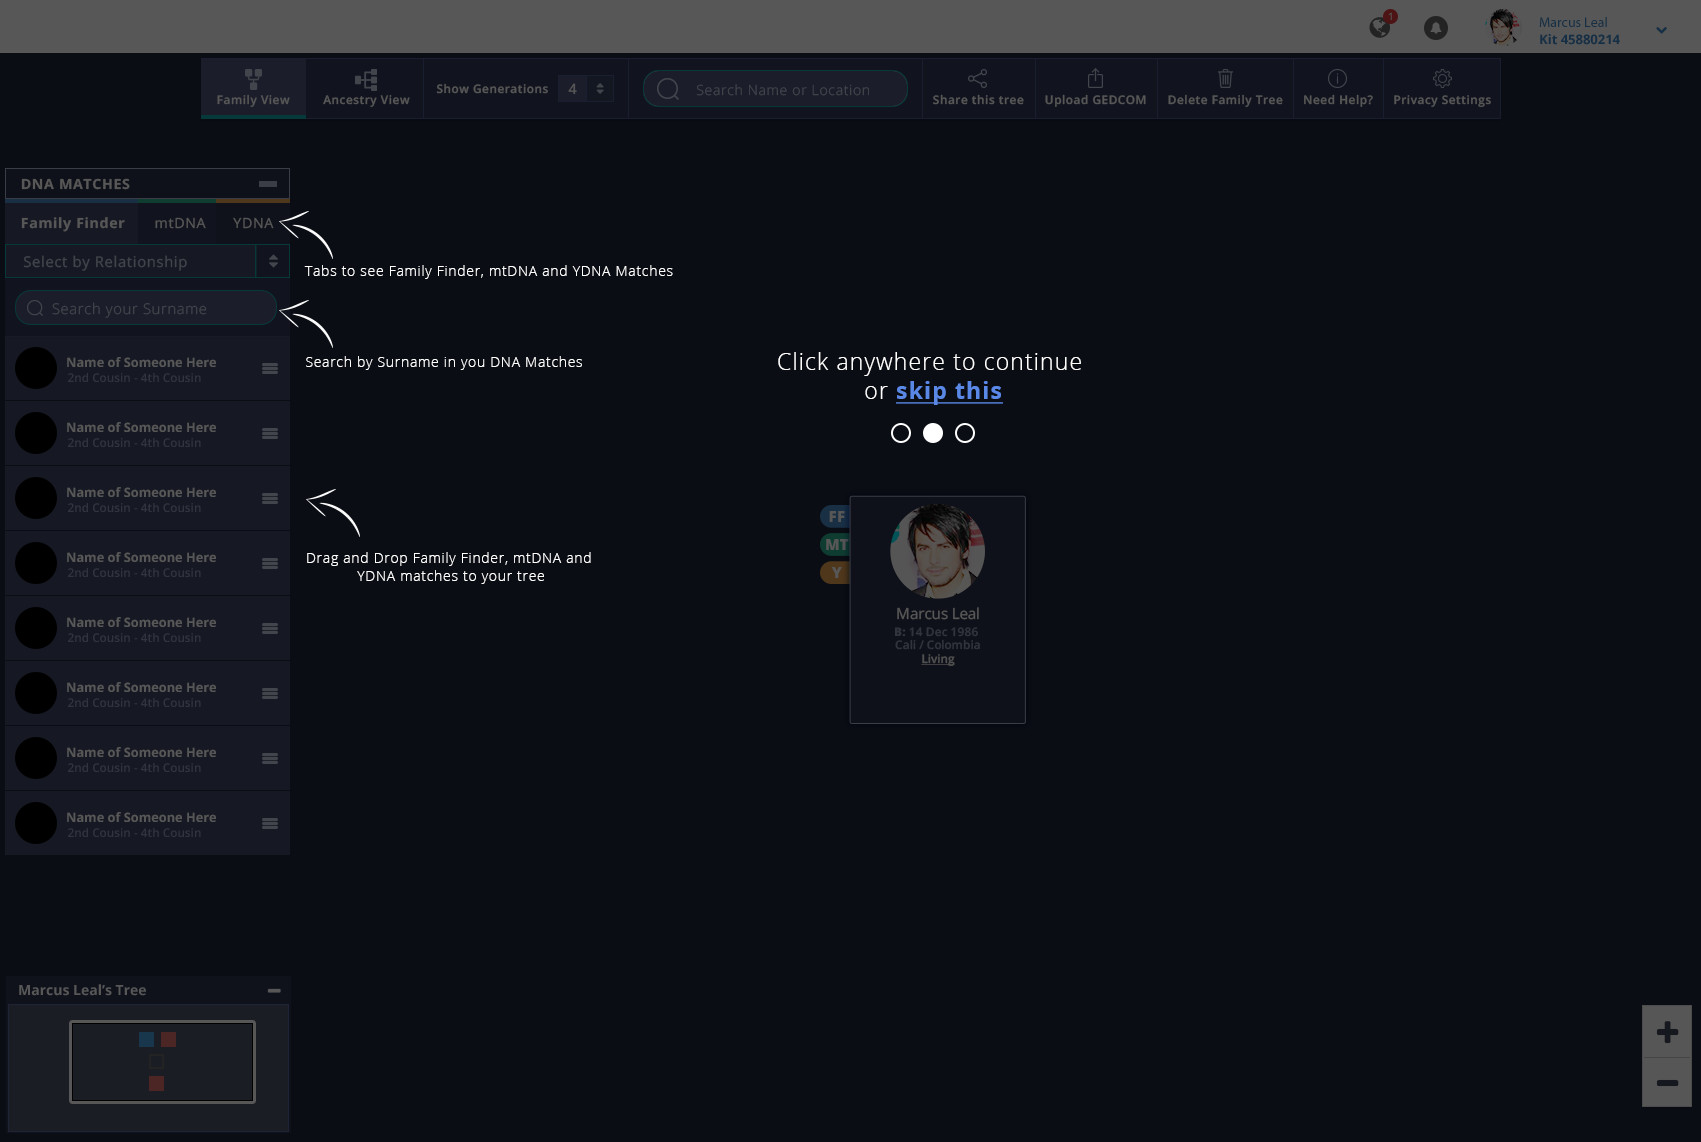 1
Marcus Leal
Kit 45880214
Family View
Ancestry View
Show Generations
4
Search Name or Location
Share this tree
Upload GEDCOM
Delete Family Tree
Need Help?
Privacy Settings
DNA MATCHES
Family Finder
mtDNA
YDNA
Select by Relationship
Tabs to see Family Finder, mtDNA and YDNA Matches
Search your Surname
Search by Surname in you DNA Matches
Name of Someone Here
2nd Cousin - 4th Cousin
Name of Someone Here
2nd Cousin - 4th Cousin
Name of Someone Here
2nd Cousin - 4th Cousin
Name of Someone Here
2nd Cousin - 4th Cousin
Name of Someone Here
2nd Cousin - 4th Cousin
Name of Someone Here
2nd Cousin - 4th Cousin
Name of Someone Here
2nd Cousin - 4th Cousin
Name of Someone Here
2nd Cousin - 4th Cousin
Drag and Drop Family Finder, mtDNA and
YDNA matches to your tree
Click anywhere to continue
or skip this
FF
MT
Y
Marcus Leal
B: 14 Dec 1986
Cali / Colombia
Living
Marcus Leal's Tree